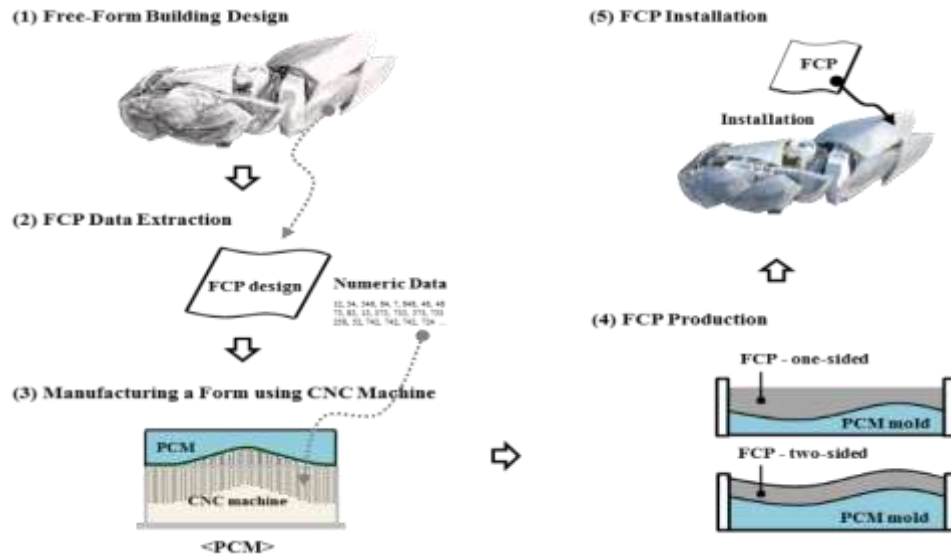 (1) Free-Form Building Design
(2) FCP Data Extraction
FCP design
Numeric Data
(3) Manufacturing a Form using CNC Machine
PCM
CNC machine
<PCM>
(4) FCP Production
FCP - one-sided
PCM mold
FCP - two-sided
PCM mold
(5) FCP Installation
FCP
Installation